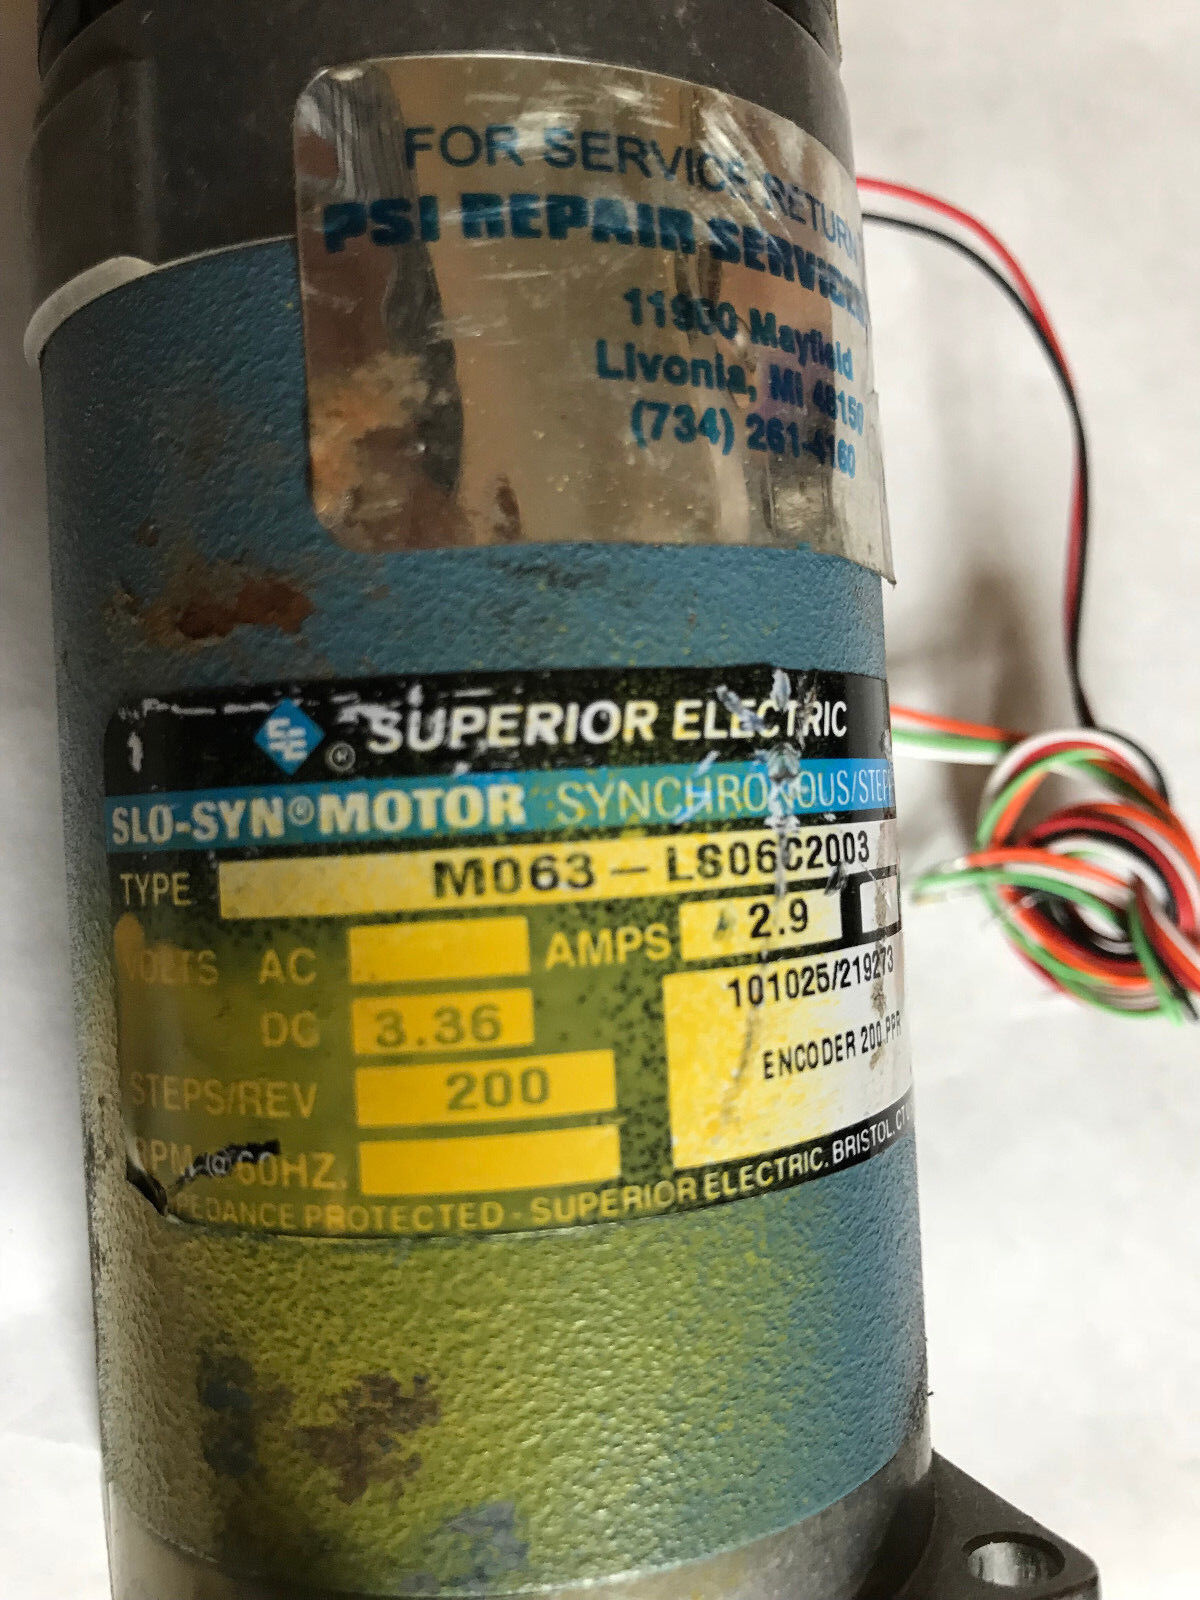 FOR SERVICE RETURN
PSI REPAIR SERVICES,
11900 Mayfield
Livonia, MI 48150
(734) 261-4160
® SUPERIOR ELECTRIC
SLO-SYN® MOTOR SYNCHRONOUS/STEP
TYPE M063-LS06C2003
VOLTS AC AMPS 2.9
DC 3.36
101025/219273
STEPS/REV 200
ENCODER 200 PPR
RPM @ 60HZ.
PEDANCE PROTECTED - SUPERIOR ELECTRIC. BRISTOL. CT